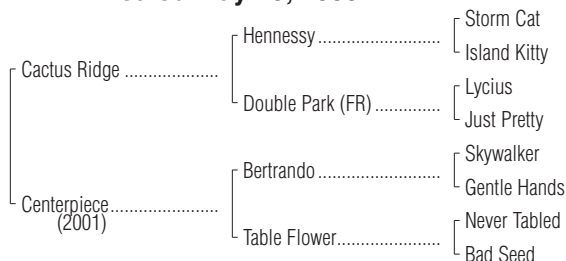 Storm Cat
Hennessy
Island Kitty
Cactus Ridge
Lycius
Double Park (FR)
Just Pretty
Skywalker
Bertrando
Gentle Hands
Centerpiece
(2001)
Never Tabled
Table Flower
Bad Seed